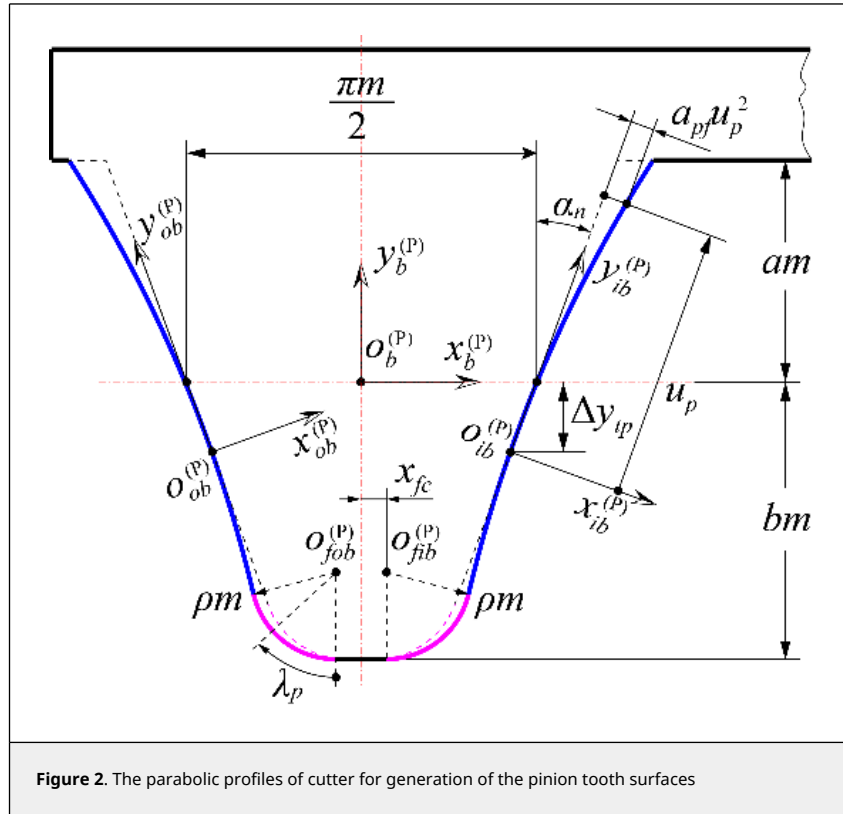 πm
2
a_pf u_p^2
y_ob^(P)
α_n
y_b^(P)
y_ib^(P)
am
o_b^(P)
x_b^(P)
u_p
Δy_tp
x_ob^(P)
o_ib^(P)
o_ob^(P)
x_fc
x_ib^(P)
bm
o_fob^(P)
o_fib^(P)
ρm
ρm
λ_p
Figure 2. The parabolic profiles of cutter for generation of the pinion tooth surfaces